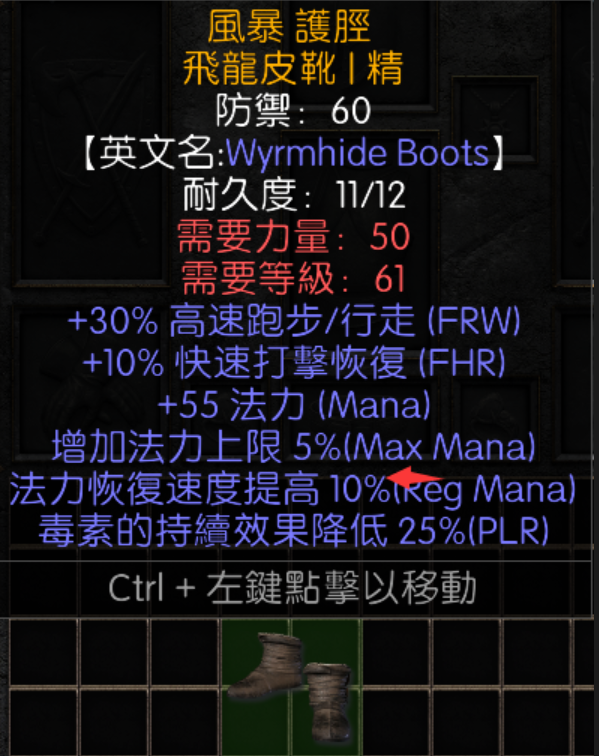 風暴 護脛
飛龍皮靴 | 精
防禦: 60
【英文名:Wyrmhide Boots】
耐久度: 11/12
需要力量: 50
需要等級: 61
+30% 高速跑步/行走 (FRW)
+10% 快速打擊恢復 (FHR)
+55 法力 (Mana)
增加法力上限 5%(Max Mana)
法力恢復速度提高 10%(Reg Mana)
毒素的持續效果降低 25%(PLR)
Ctrl + 左鍵點擊以移動